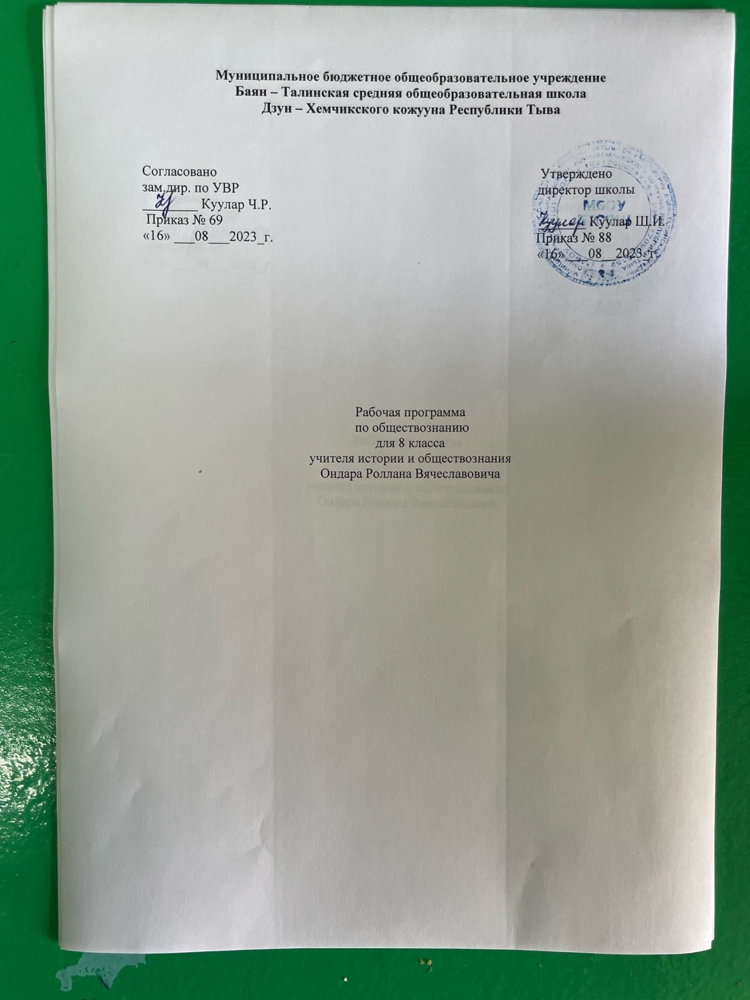 Муниципальное бюджетное общеобразовательное учреждение
Баян – Талинская средняя общеобразовательная школа
Дзун – Хемчикского кожууна Республики Тыва
Согласовано
зам.дир. по УВР
________ Куулар Ч.Р.
Приказ № 69
«16» ___08___2023_г.
Утверждено
директор школы
МБОУ
Куулар Куулар Ш.И.
Приказ № 88
«16»___08__2023_г.
Рабочая программа
по обществознанию
для 8 класса
учителя истории и обществознания
Ондара Роллана Вячеславовича